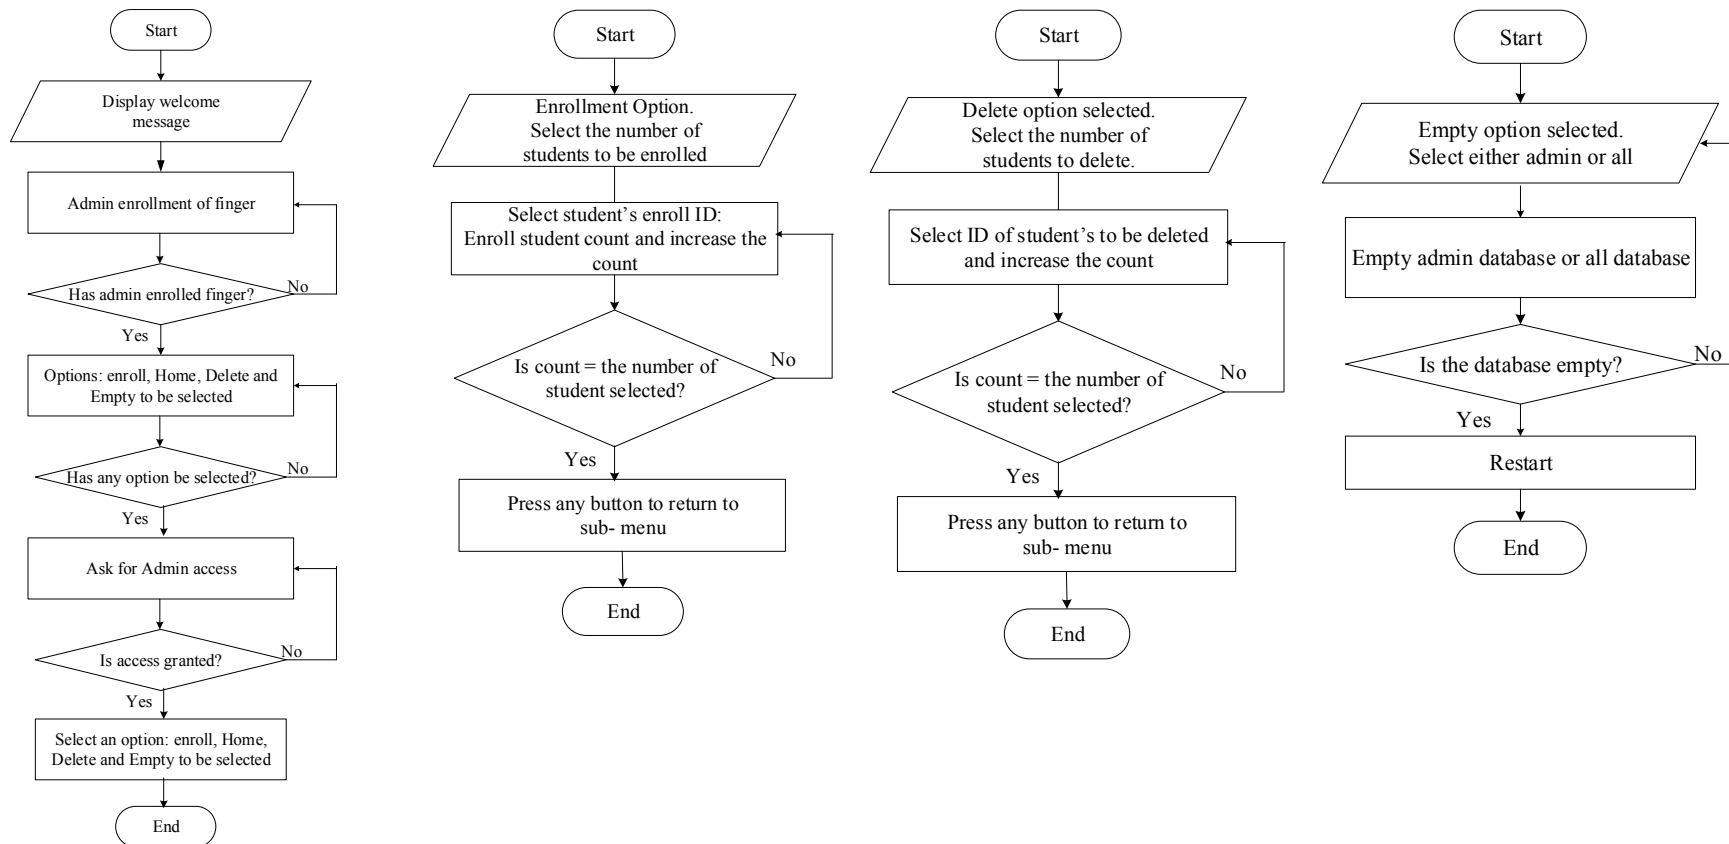 Start
Display welcome
message
Admin enrollment of finger
Has admin enrolled finger?
No
Yes
Options: enroll, Home, Delete and
Empty to be selected
Has any option be selected?
No
Yes
Ask for Admin access
Is access granted?
No
Yes
Select an option: enroll, Home,
Delete and Empty to be selected
End
Start
Enrollment Option.
Select the number of
students to be enrolled
Select student’s enroll ID:
Enroll student count and increase the
count
Is count = the number of
student selected?
No
Yes
Press any button to return to
sub- menu
End
Start
Delete option selected.
Select the number of
students to delete.
Select ID of student’s to be deleted
and increase the count
Is count = the number of
student selected?
No
Yes
Press any button to return to
sub- menu
End
Start
Empty option selected.
Select either admin or all
Empty admin database or all database
Is the database empty?
No
Yes
Restart
End